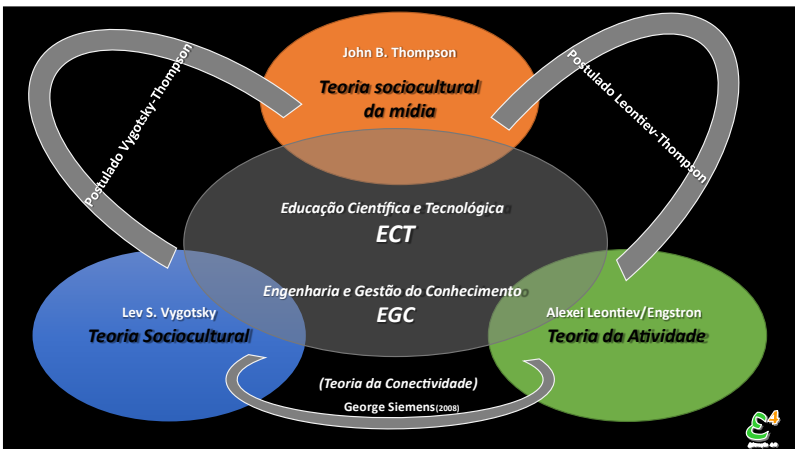 John B. Thompson
Teoria sociocultural
da mídia
Postulado Vygotsky-Thompson
Postulado Leontiev-Thompson
Educação Científica e Tecnológica
ECT
Engenharia e Gestão do Conhecimento
EGC
Lev S. Vygotsky
Teoria Sociocultural
Alexei Leontiev/Engstron
Teoria da Atividade
(Teoria da Conectividade)
George Siemens(2008)
4